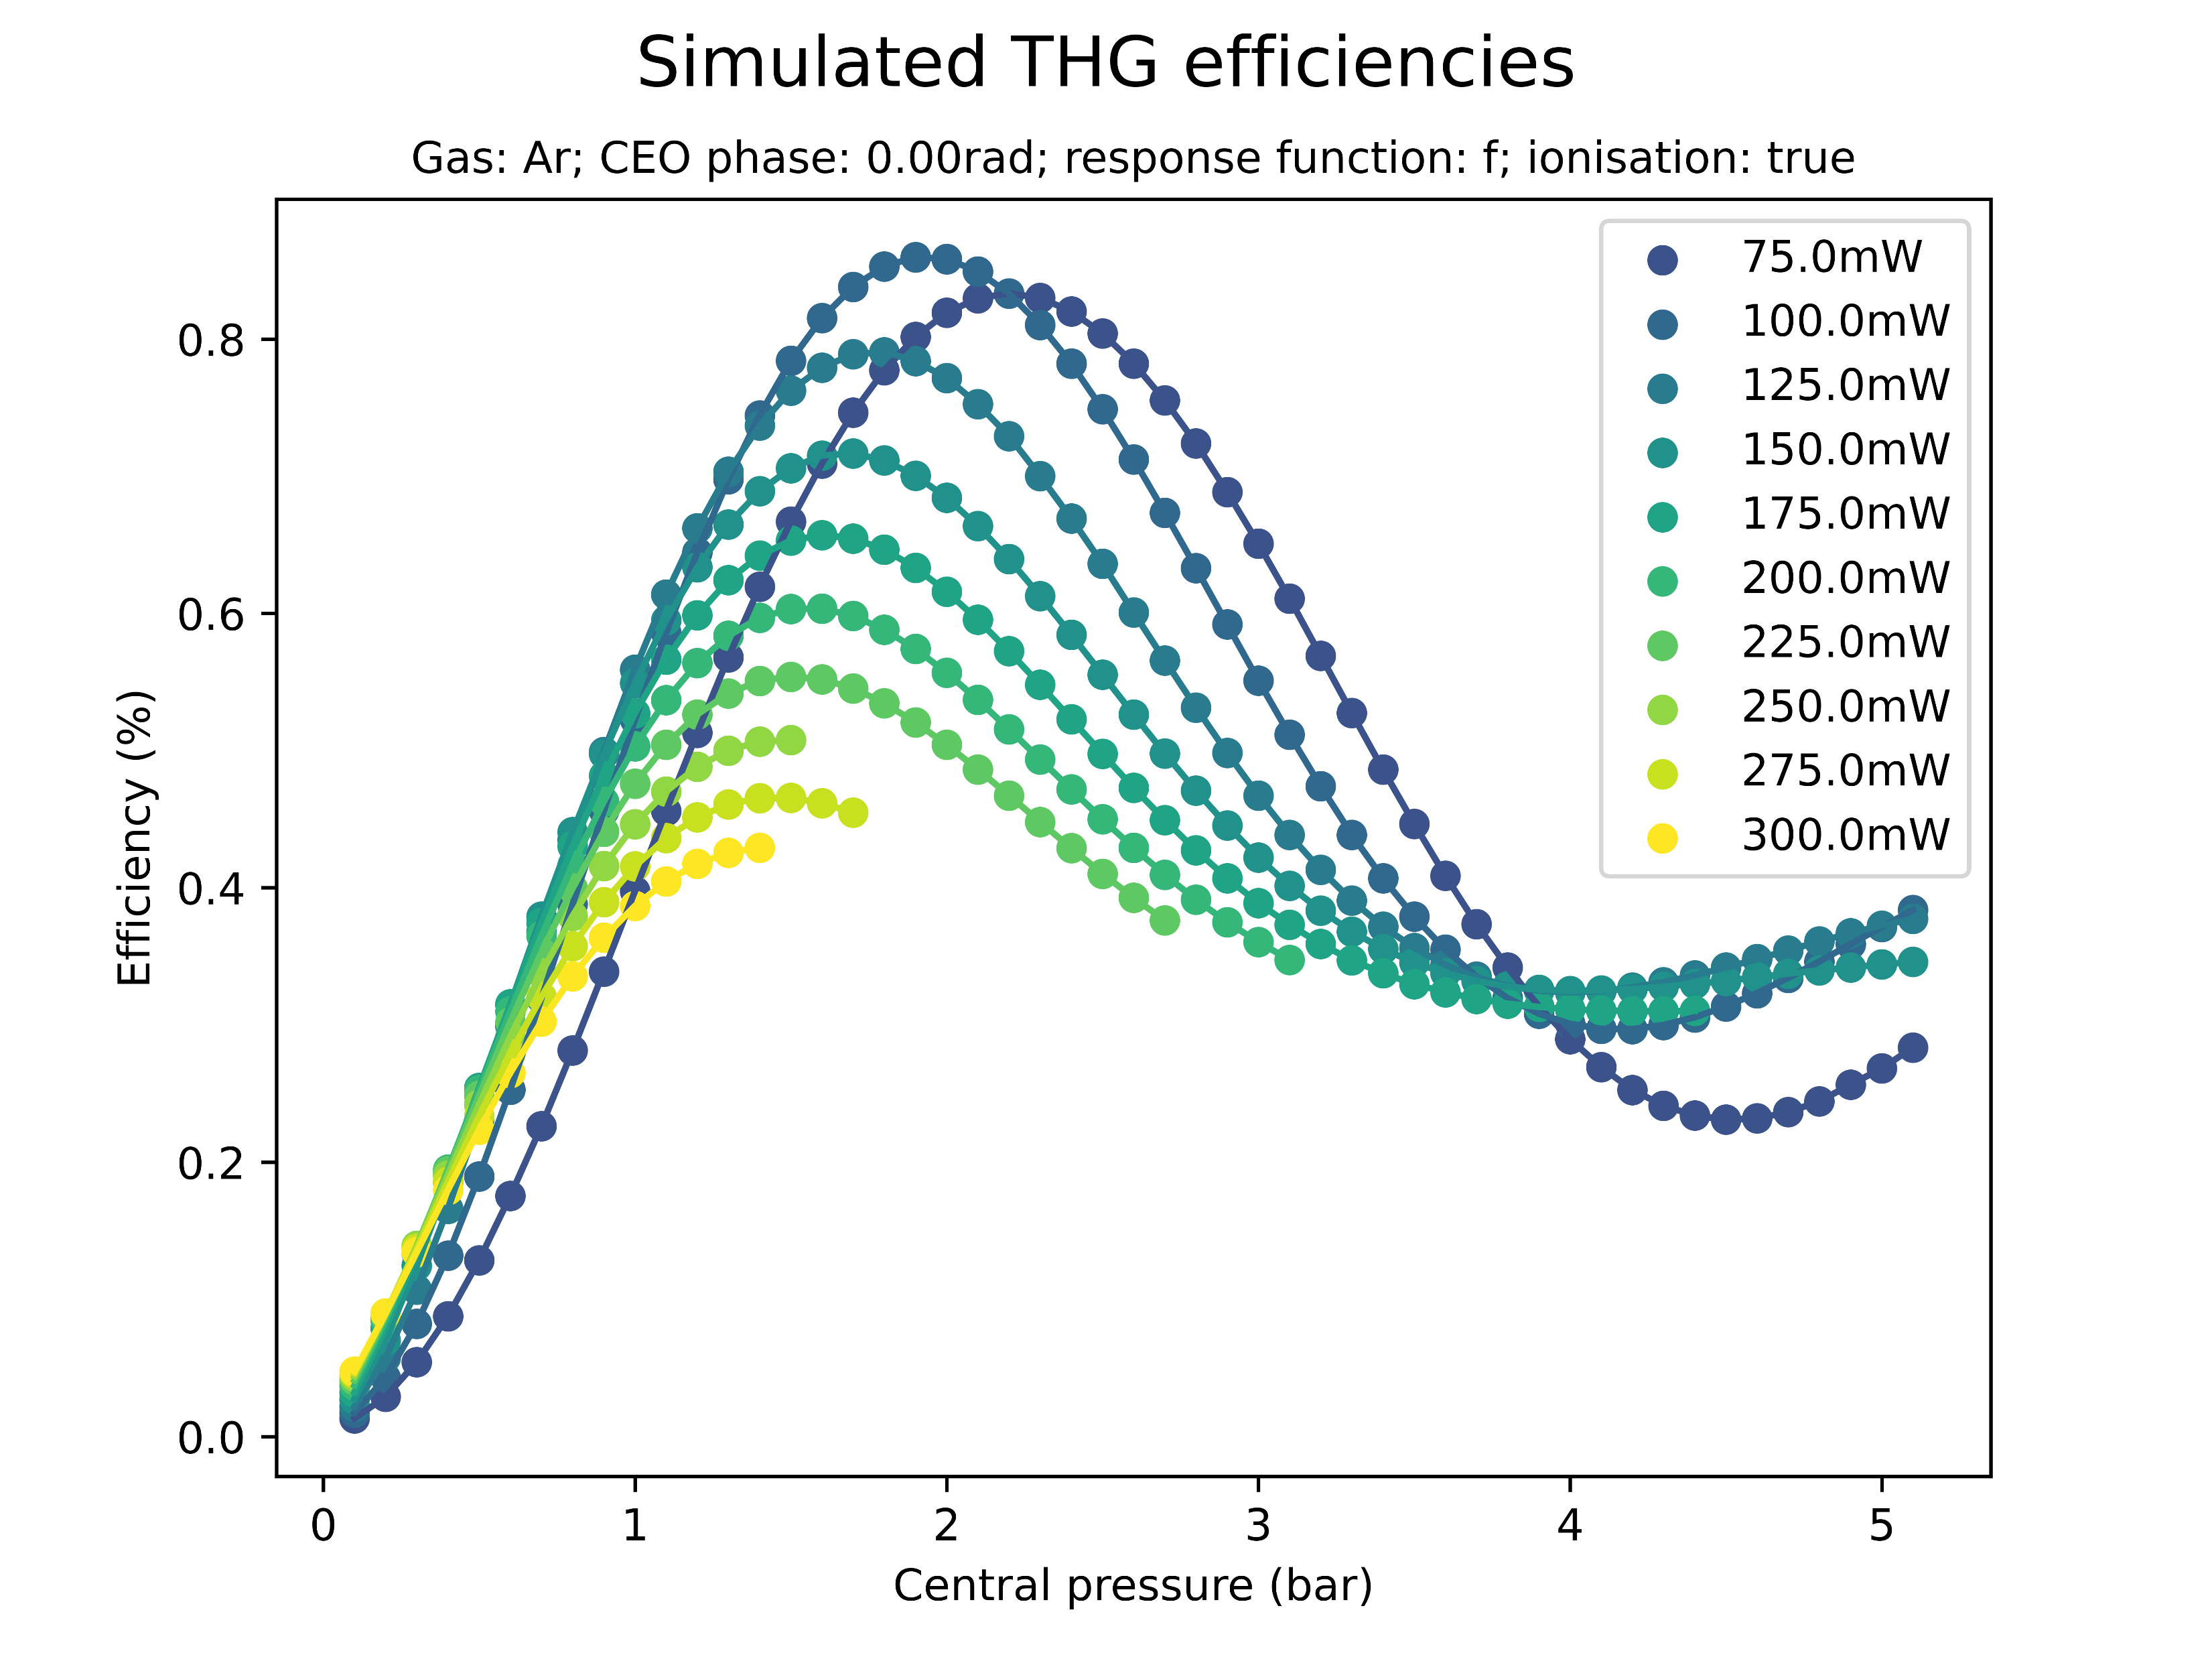 Simulated THG efficiencies
Gas: Ar; CEO phase: 0.00rad; response function: f; ionisation: true
75.0mW
100.0mW
125.0mW
150.0mW
175.0mW
200.0mW
225.0mW
250.0mW
275.0mW
300.0mW
Efficiency (%)
0.8
0.6
0.4
0.2
0.0
0 1 2 3 4 5
Central pressure (bar)